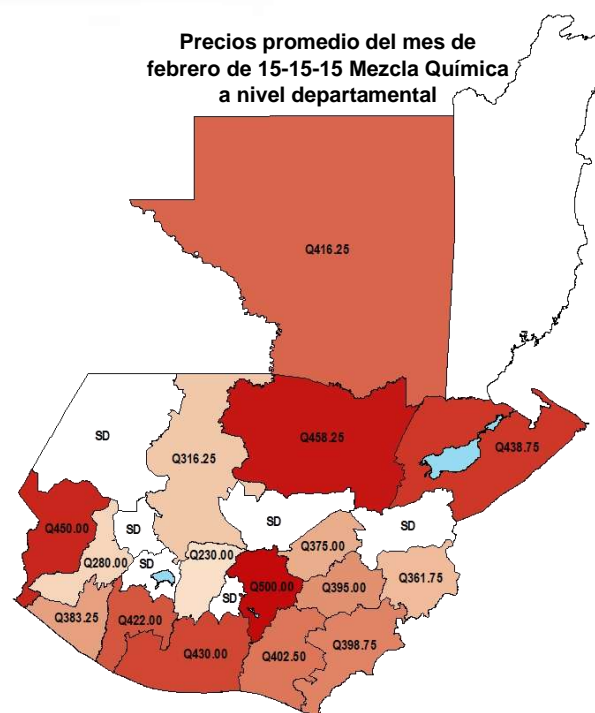 Precios promedio del mes de
febrero de 15-15-15 Mezcla Química
a nivel departamental
Q416.25
SD
Q316.25
Q458.25
Q438.75
Q450.00
SD
SD
SD
Q280.00
SD
Q230.00
Q375.00
Q361.75
Q500.00
Q395.00
SD
Q383.25
Q422.00
Q430.00
Q402.50
Q398.75